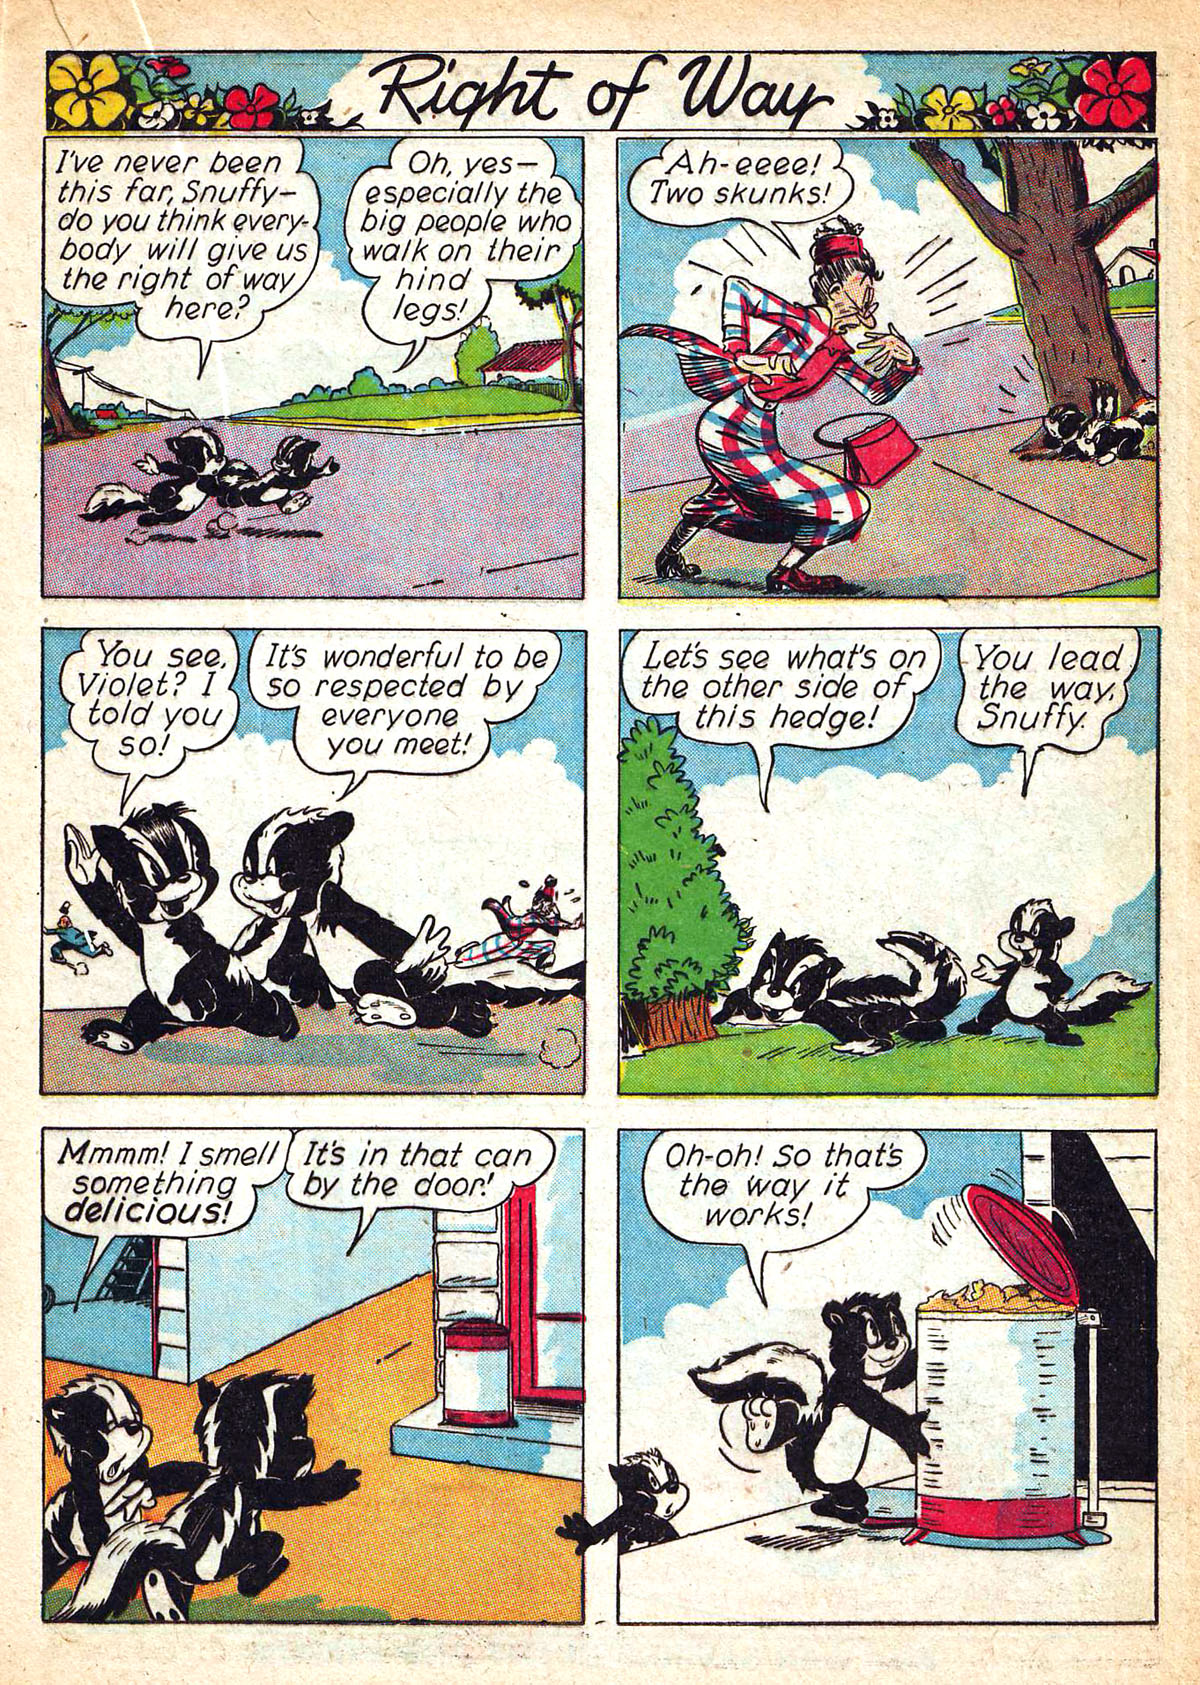 Right of Way
I've never been
this far, Snuffy—
do you think every-
body will give us
the right of way
here?
Oh, yes—
especially the
big people who
walk on their
hind
legs!
Ah-eeee!
Two skunks!
You see,
Violet? I
told you
so!
It's wonderful to be
so respected by
everyone
you meet!
Let's see what's on
the other side of
this hedge!
You lead
the way,
Snuffy.
Mmmm! I smell
something
delicious!
It's in that can
by the door!
Oh-oh! So that's
the way it
works!